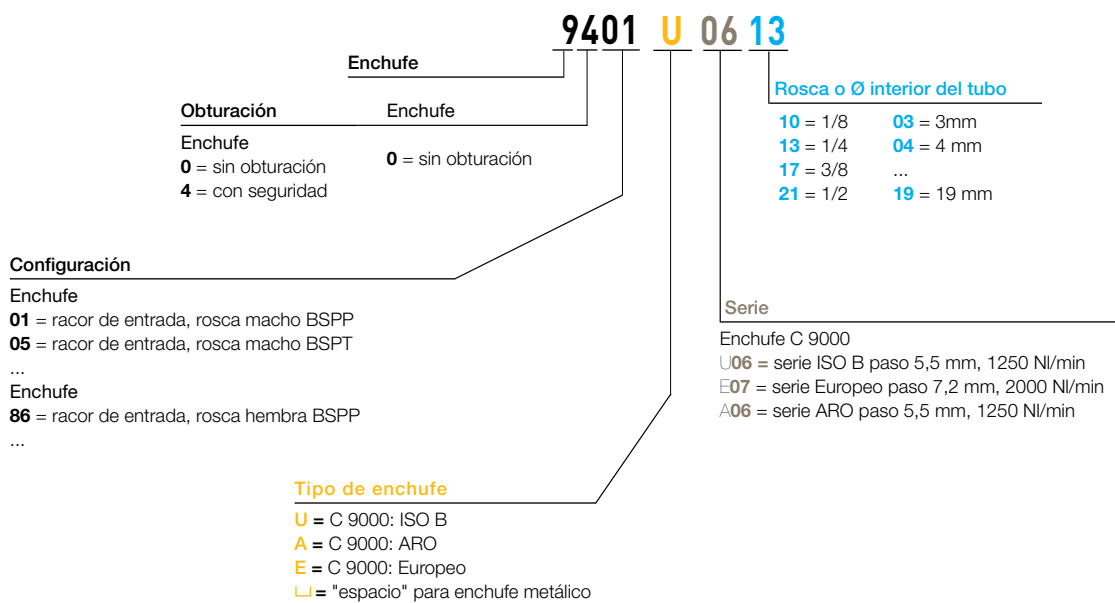 9401 U 06 13
Enchufe
Rosca o Ø interior del tubo
10 = 1/8 03 = 3mm
13 = 1/4 04 = 4 mm
17 = 3/8 ...
21 = 1/2 19 = 19 mm
Obturación Enchufe
Enchufe
0 = sin obturación 0 = sin obturación
4 = con seguridad
Configuración
Enchufe
01 = racor de entrada, rosca macho BSPP
05 = racor de entrada, rosca macho BSPT
...
Enchufe
86 = racor de entrada, rosca hembra BSPP
...
Serie
Enchufe C 9000
U06 = serie ISO B paso 5,5 mm, 1250 Nl/min
E07 = serie Europeo paso 7,2 mm, 2000 Nl/min
A06 = serie ARO paso 5,5 mm, 1250 Nl/min
Tipo de enchufe
U = C 9000: ISO B
A = C 9000: ARO
E = C 9000: Europeo
⌴ = "espacio" para enchufe metálico